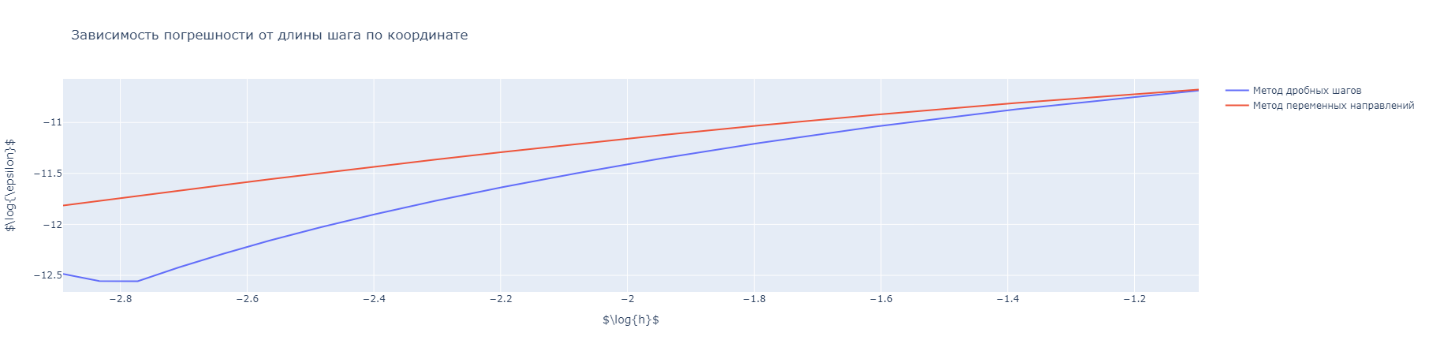 Зависимость погрешности от длины шага по координате
Метод дробных шагов
Метод переменных направлений
−11
−11.5
−12
−12.5
$\log{\epsilon}$
−2.8
−2.6
−2.4
−2.2
−2
−1.8
−1.6
−1.4
−1.2
$\log{h}$